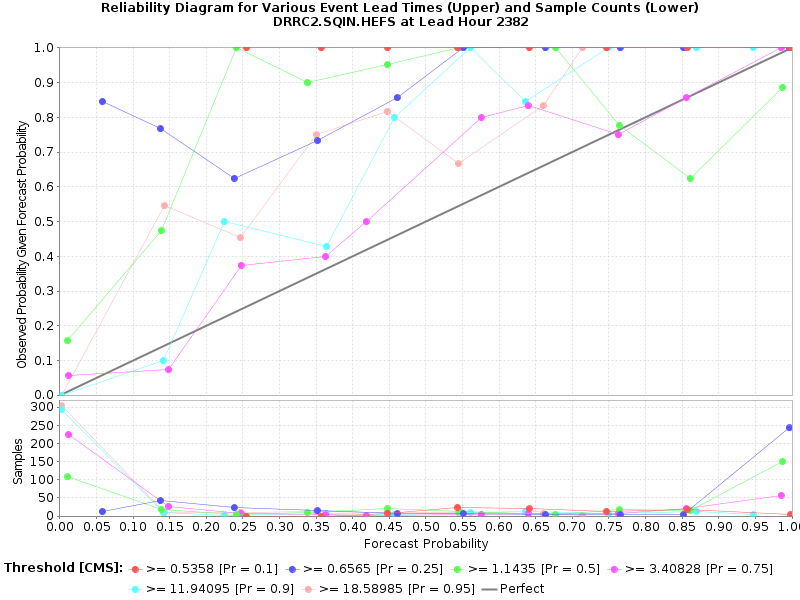 Reliability Diagram for Various Event Lead Times (Upper) and Sample Counts (Lower)
DRRC2.SQIN.HEFS at Lead Hour 2382
Observed Probability Given Forecast Probability
1.0
0.9
0.8
0.7
0.6
0.5
0.4
0.3
0.2
0.1
0.0
Samples
300
250
200
150
100
50
0
0.00 0.05 0.10 0.15 0.20 0.25 0.30 0.35 0.40 0.45 0.50 0.55 0.60 0.65 0.70 0.75 0.80 0.85 0.90 0.95 1.0
Forecast Probability
Threshold [CMS]: >= 0.5358 [Pr = 0.1] >= 0.6565 [Pr = 0.25] >= 1.1435 [Pr = 0.5] >= 3.40828 [Pr = 0.75]
>= 11.94095 [Pr = 0.9] >= 18.58985 [Pr = 0.95] Perfect